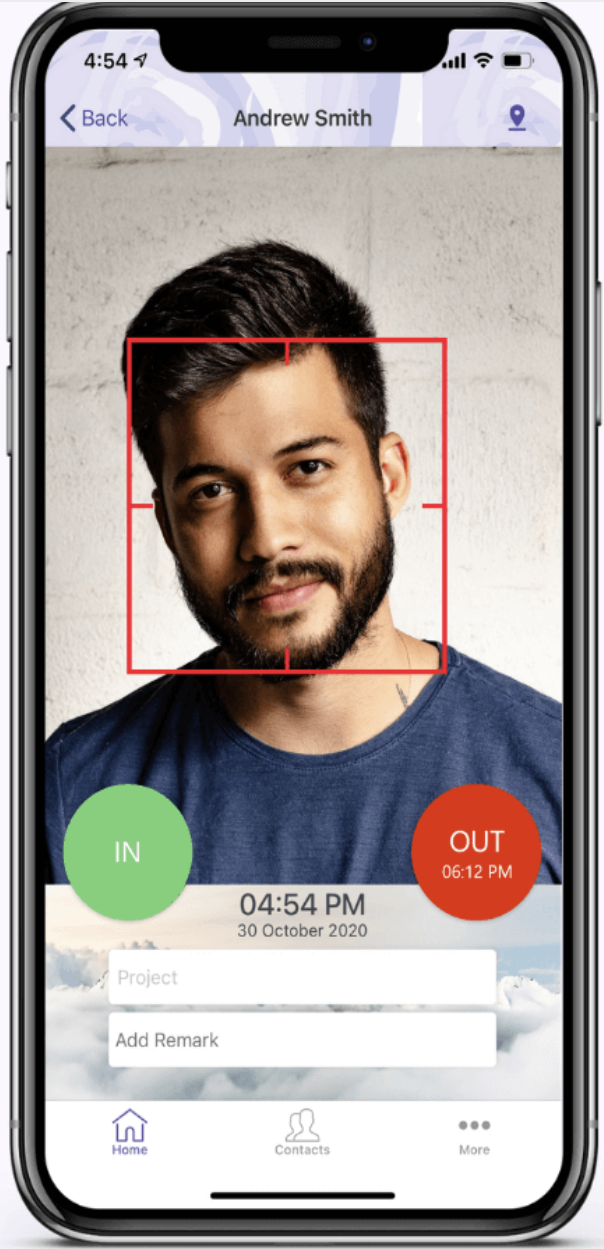 4:54
Back
Andrew Smith
IN
OUT
06:12 PM
04:54 PM
30 October 2020
Project
Add Remark
Home
Contacts
More